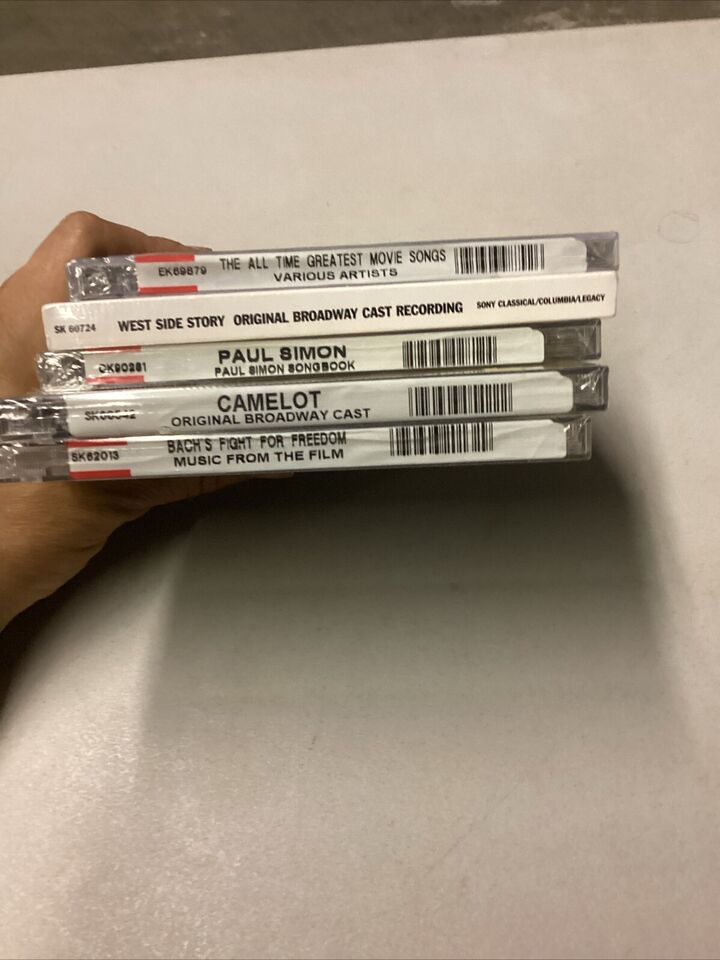 EK69879 THE ALL TIME GREATEST MOVIE SONGS
VARIOUS ARTISTS
SK 60724 WEST SIDE STORY ORIGINAL BROADWAY CAST RECORDING SONY CLASSICAL/COLUMBIA/LEGACY
CK90281 PAUL SIMON
PAUL SIMON SONGBOOK
CAMELOT
ORIGINAL BROADWAY CAST
SK62013 BACH'S FIGHT FOR FREEDOM
MUSIC FROM THE FILM